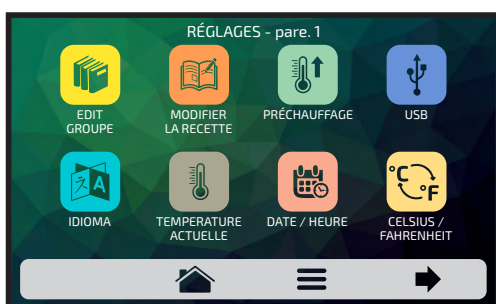 RÉGLAGES - pare. 1
EDIT
GROUPE
MODIFIER
LA RECETTE
PRÉCHAUFFAGE
USB
IDIOMA
TEMPERATURE
ACTUELLE
DATE / HEURE
°C
°F
CELSIUS /
FAHRENHEIT